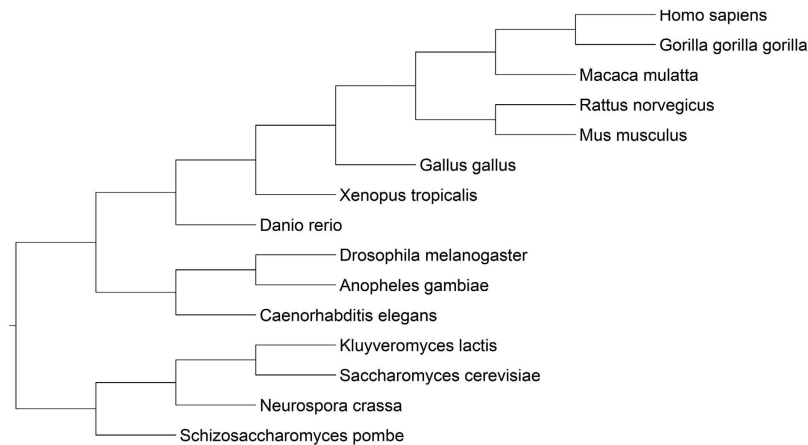 Homo sapiens
Gorilla gorilla gorilla
Macaca mulatta
Rattus norvegicus
Mus musculus
Gallus gallus
Xenopus tropicalis
Danio rerio
Drosophila melanogaster
Anopheles gambiae
Caenorhabditis elegans
Kluyveromyces lactis
Saccharomyces cerevisiae
Neurospora crassa
Schizosaccharomyces pombe